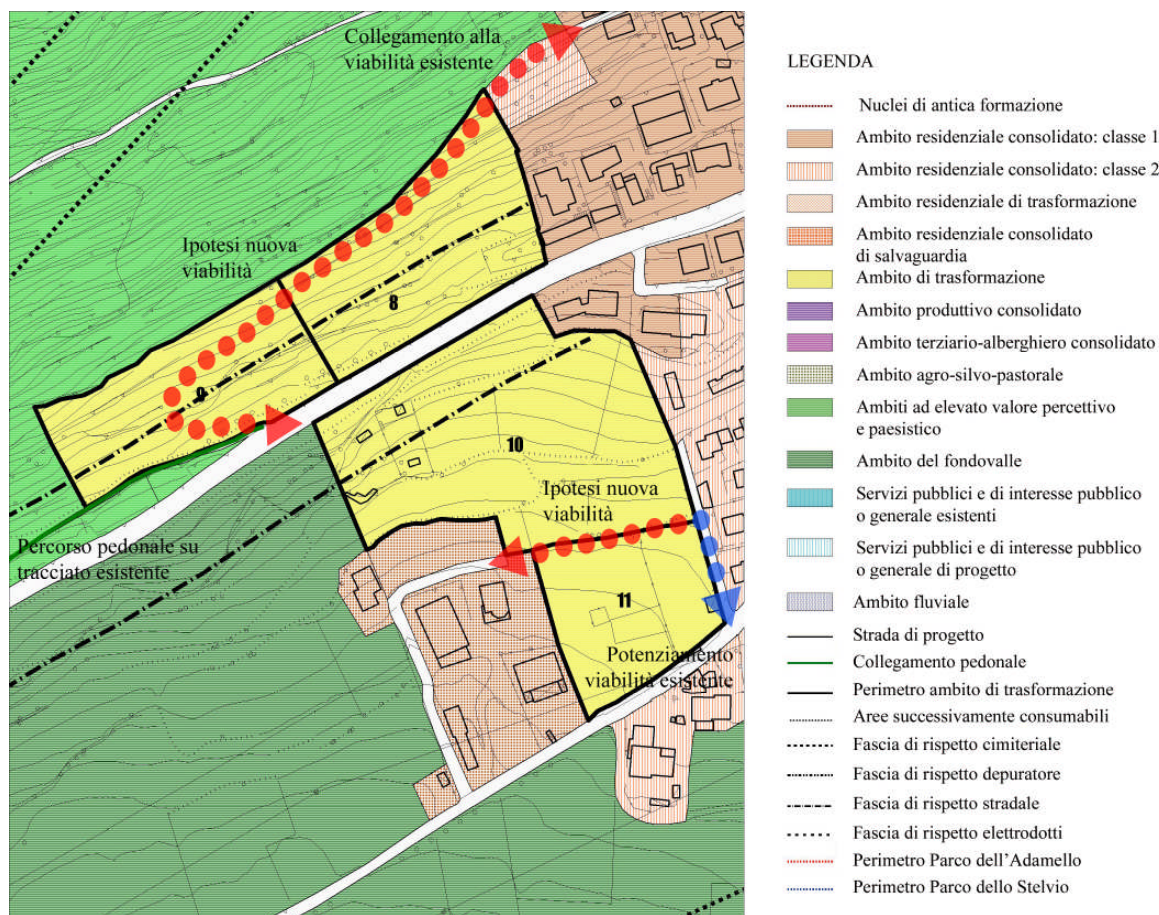 Collegamento alla
viabilità esistente
Ipotesi nuova
viabilità
8
9
10
Ipotesi nuova
viabilità
Percorso pedonale su
tracciato esistente
11
Potenziamento
viabilità esistente
LEGENDA
Nuclei di antica formazione
Ambito residenziale consolidato: classe 1
Ambito residenziale consolidato: classe 2
Ambito residenziale di trasformazione
Ambito residenziale consolidato
di salvaguardia
Ambito di trasformazione
Ambito produttivo consolidato
Ambito terziario-alberghiero consolidato
Ambito agro-silvo-pastorale
Ambiti ad elevato valore percettivo
e paesistico
Ambito del fondovalle
Servizi pubblici e di interesse pubblico
o generale esistenti
Servizi pubblici e di interesse pubblico
o generale di progetto
Ambito fluviale
Strada di progetto
Collegamento pedonale
Perimetro ambito di trasformazione
Aree successivamente consumabili
Fascia di rispetto cimiteriale
Fascia di rispetto depuratore
Fascia di rispetto stradale
Fascia di rispetto elettrodotti
Perimetro Parco dell'Adamello
Perimetro Parco dello Stelvio